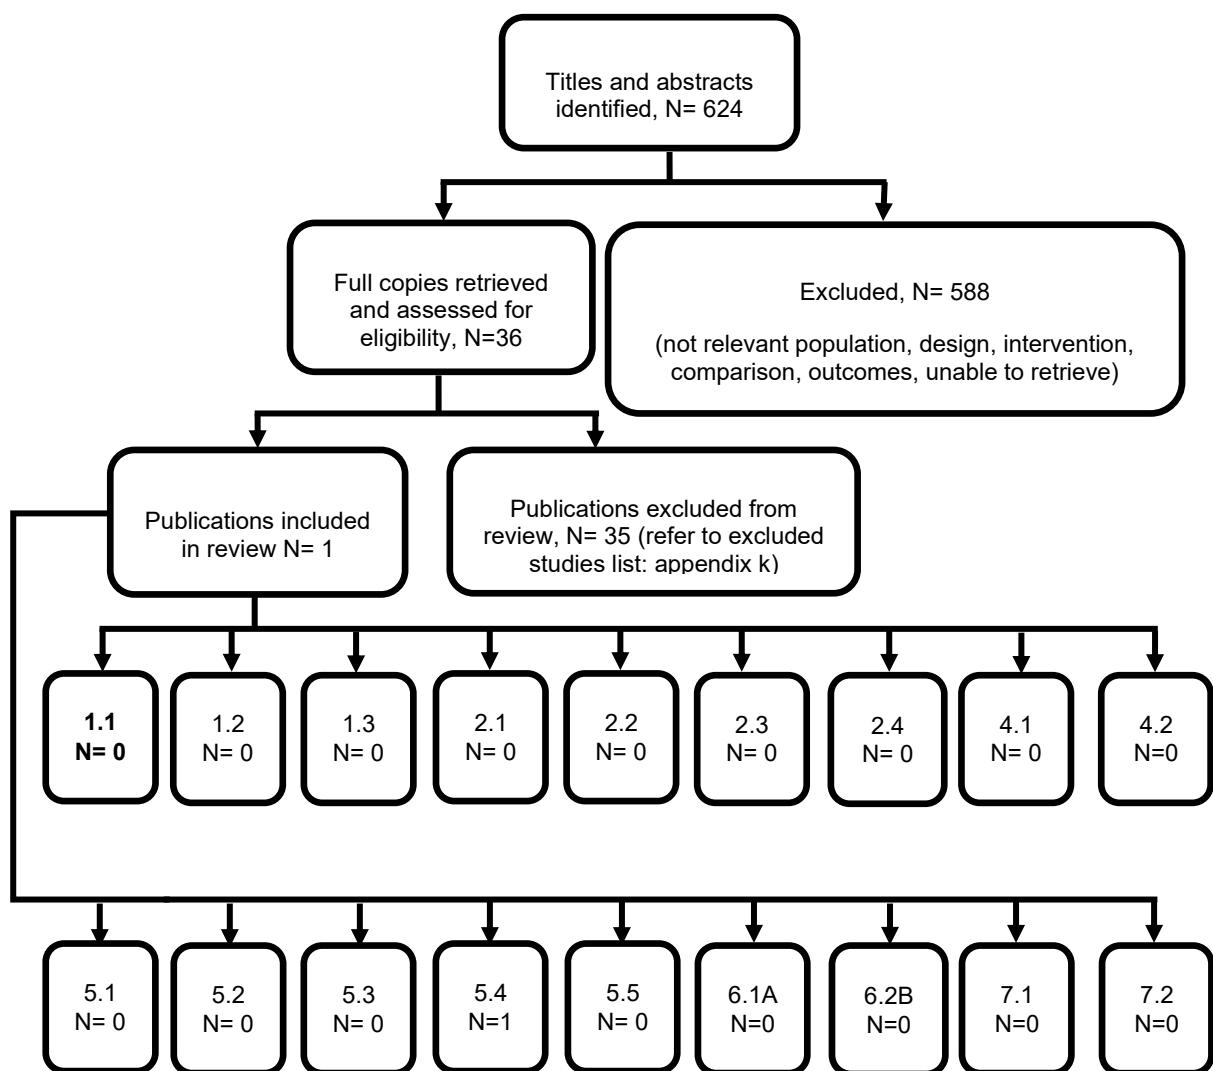 Titles and abstracts
identified, N= 624
Full copies retrieved
and assessed for
eligibility, N=36
Excluded, N= 588
(not relevant population, design, intervention,
comparison, outcomes, unable to retrieve)
Publications included
in review N= 1
Publications excluded from
review, N= 35 (refer to excluded
studies list: appendix k)
1.1
N= 0
1.2
N= 0
1.3
N= 0
2.1
N= 0
2.2
N= 0
2.3
N= 0
2.4
N= 0
4.1
N= 0
4.2
N=0
5.1
N= 0
5.2
N= 0
5.3
N= 0
5.4
N=1
5.5
N= 0
6.1A
N=0
6.2B
N=0
7.1
N=0
7.2
N=0